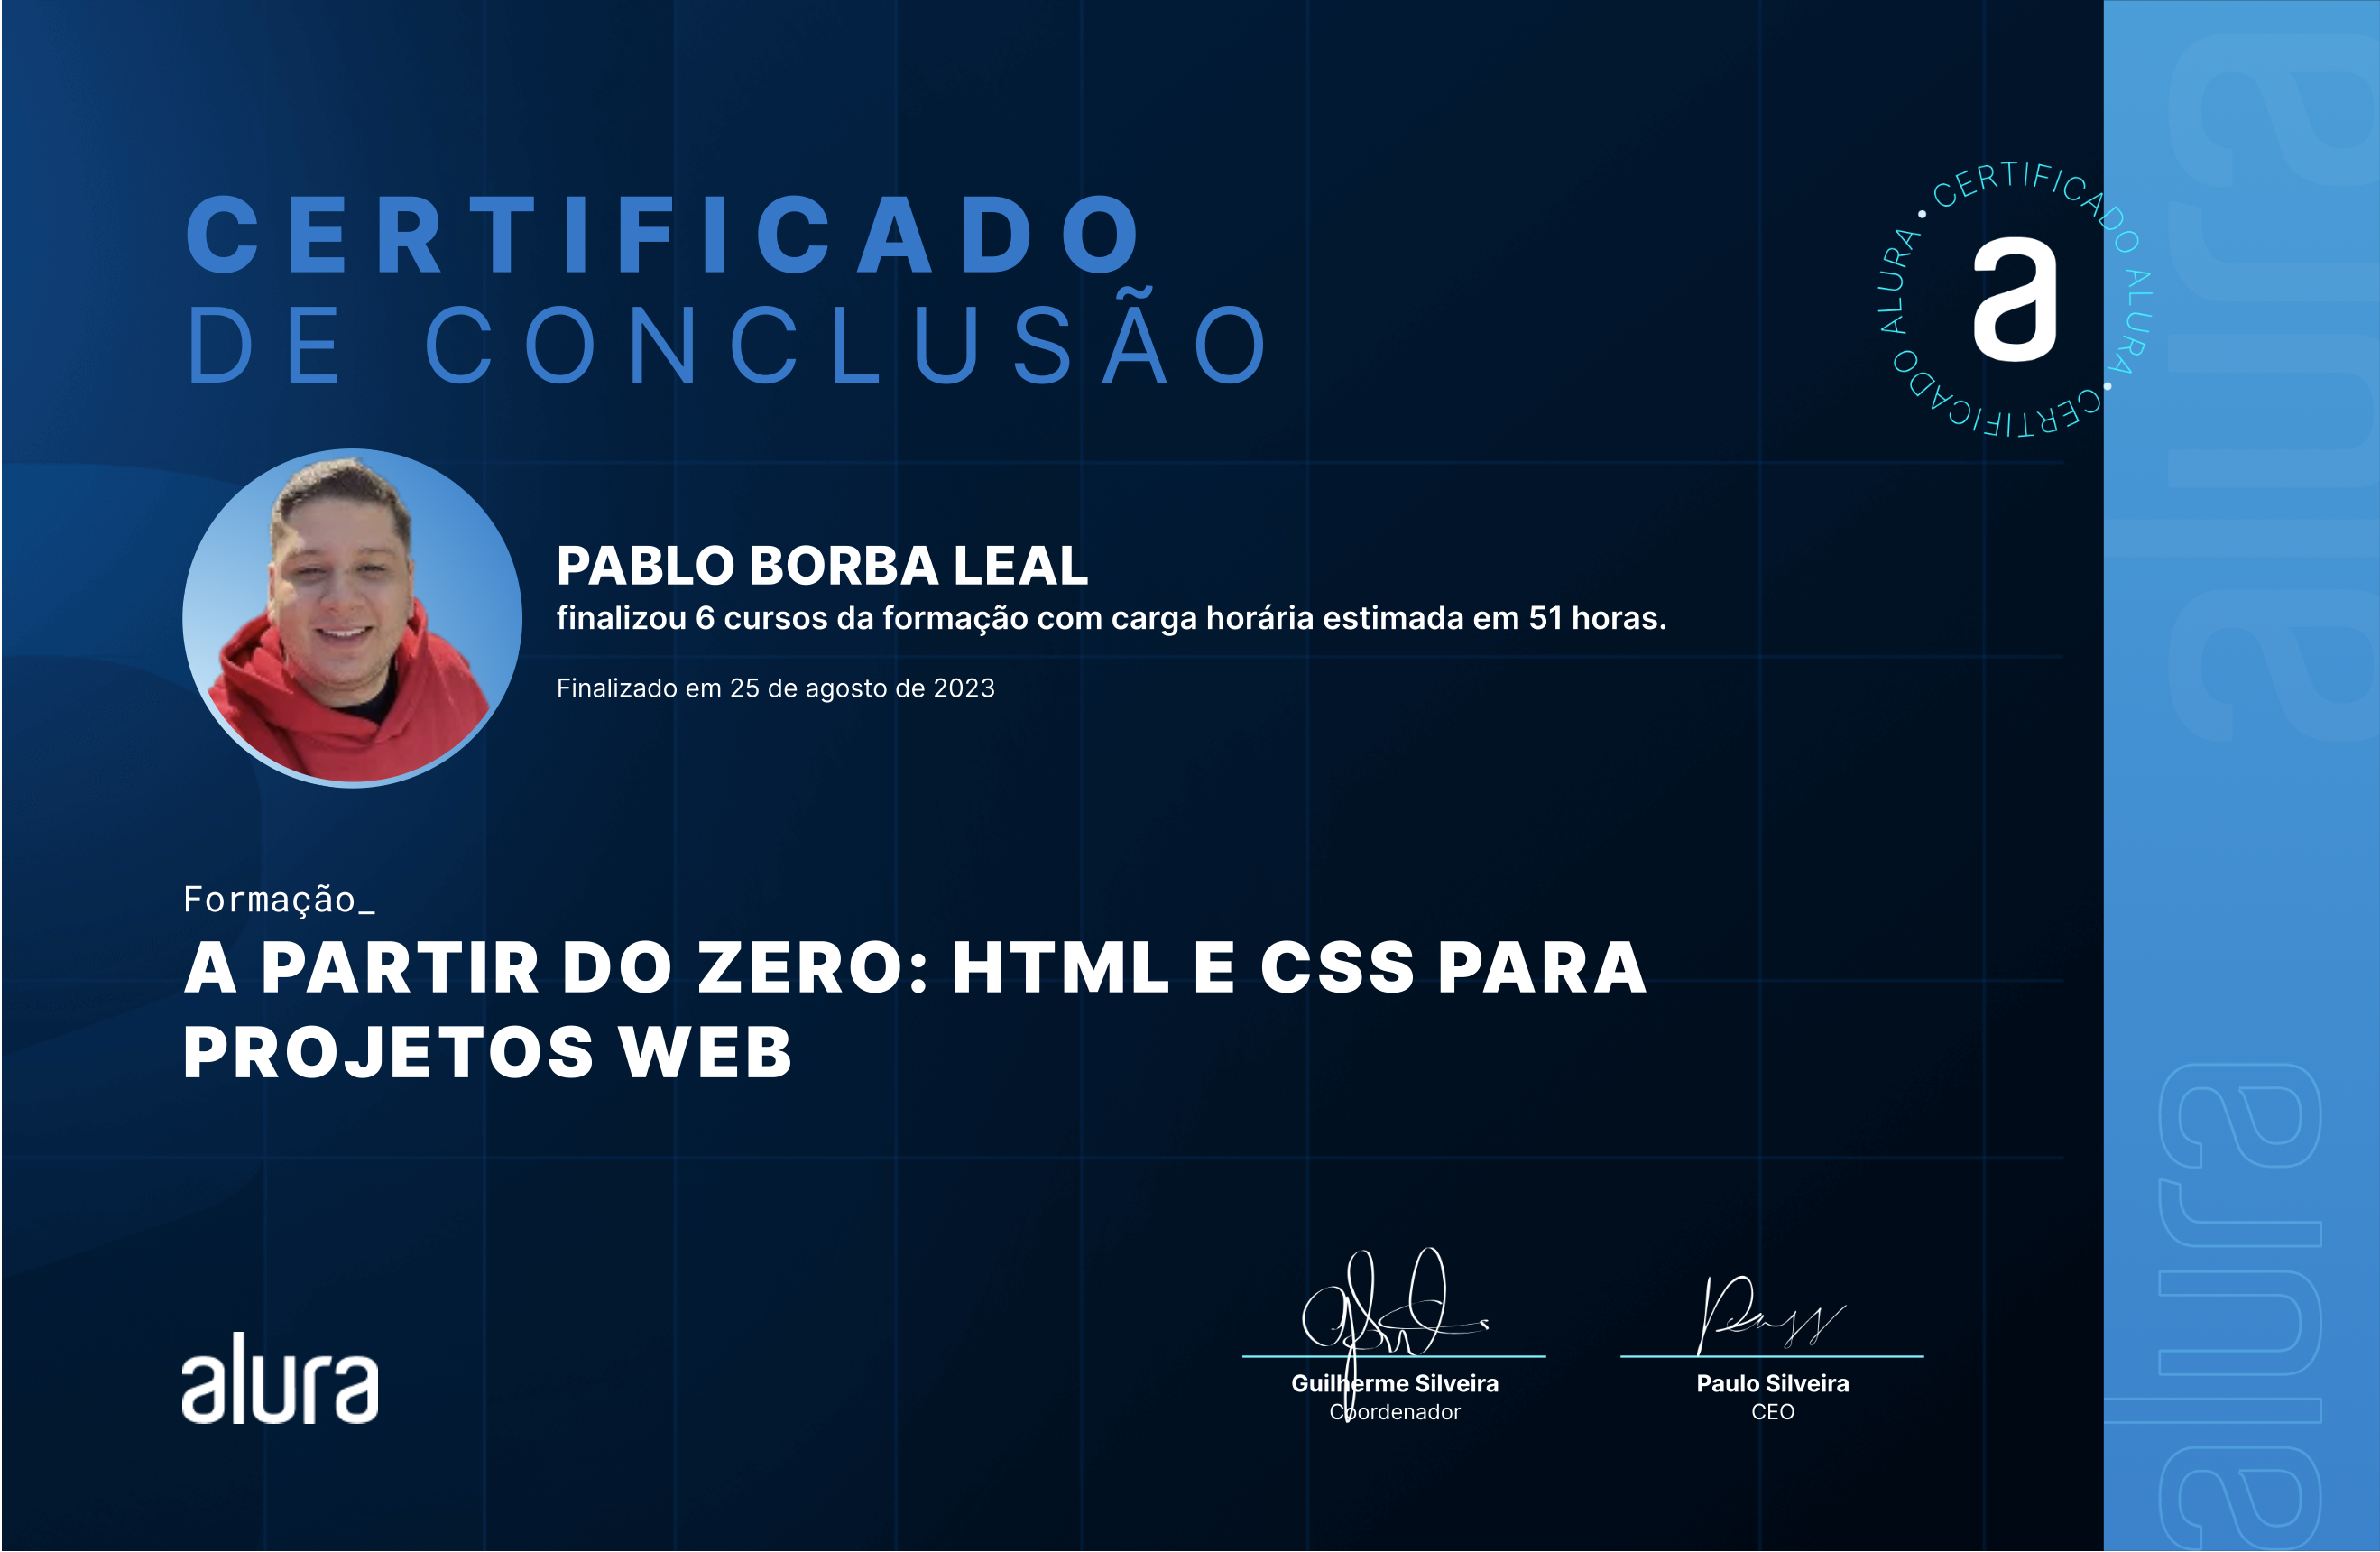 CERTIFICADO
DE CONCLUSÃO
CERTIFICADO ALURA • CERTIFICADO ALURA •
a
PABLO BORBA LEAL
finalizou 6 cursos da formação com carga horária estimada em 51 horas.
Finalizado em 25 de agosto de 2023
Formação_
A PARTIR DO ZERO: HTML E CSS PARA
PROJETOS WEB
alura
Guilherme Silveira
Coordenador
Paulo Silveira
CEO
alura
alura